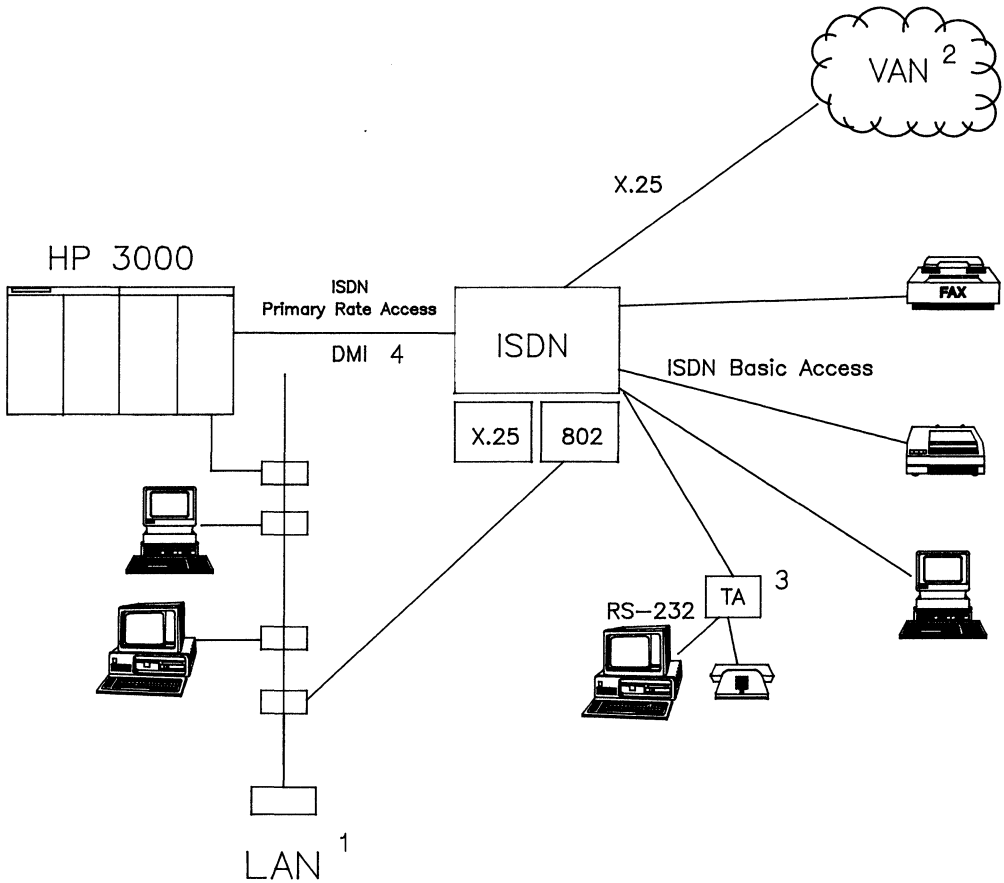 VAN 2
X.25
HP 3000
ISDN
Primary Rate Access
DMI 4
ISDN
FAX
ISDN Basic Access
X.25
802
TA 3
RS-232
LAN 1